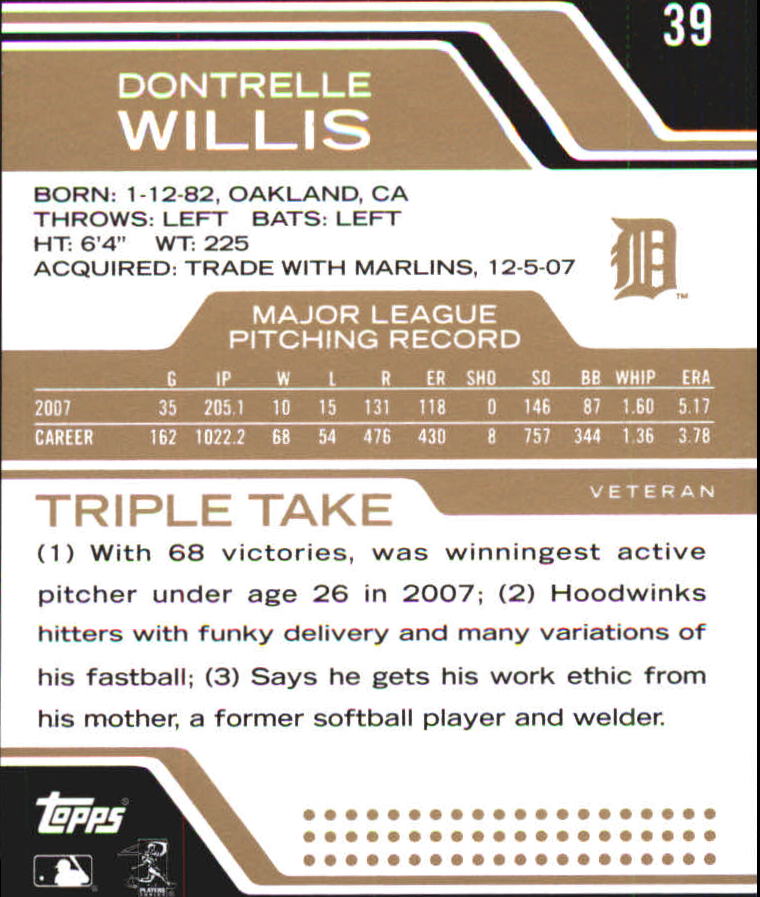 39
DONTRELLE
WILLIS
BORN: 1-12-82, OAKLAND, CA
THROWS: LEFT BATS: LEFT
HT: 6'4" WT: 225
ACQUIRED: TRADE WITH MARLINS, 12-5-07
D
TM
MAJOR LEAGUE
PITCHING RECORD
G IP W L R ER SHO SO BB WHIP ERA
2007 35 205.1 10 15 131 118 0 146 87 1.60 5.17
CAREER 162 1022.2 68 54 476 430 8 757 344 1.36 3.78
VETERAN
TRIPLE TAKE
(1) With 68 victories, was winningest active
pitcher under age 26 in 2007; (2) Hoodwinks
hitters with funky delivery and many variations of
his fastball; (3) Says he gets his work ethic from
his mother, a former softball player and welder.
Topps®
PLAYERS